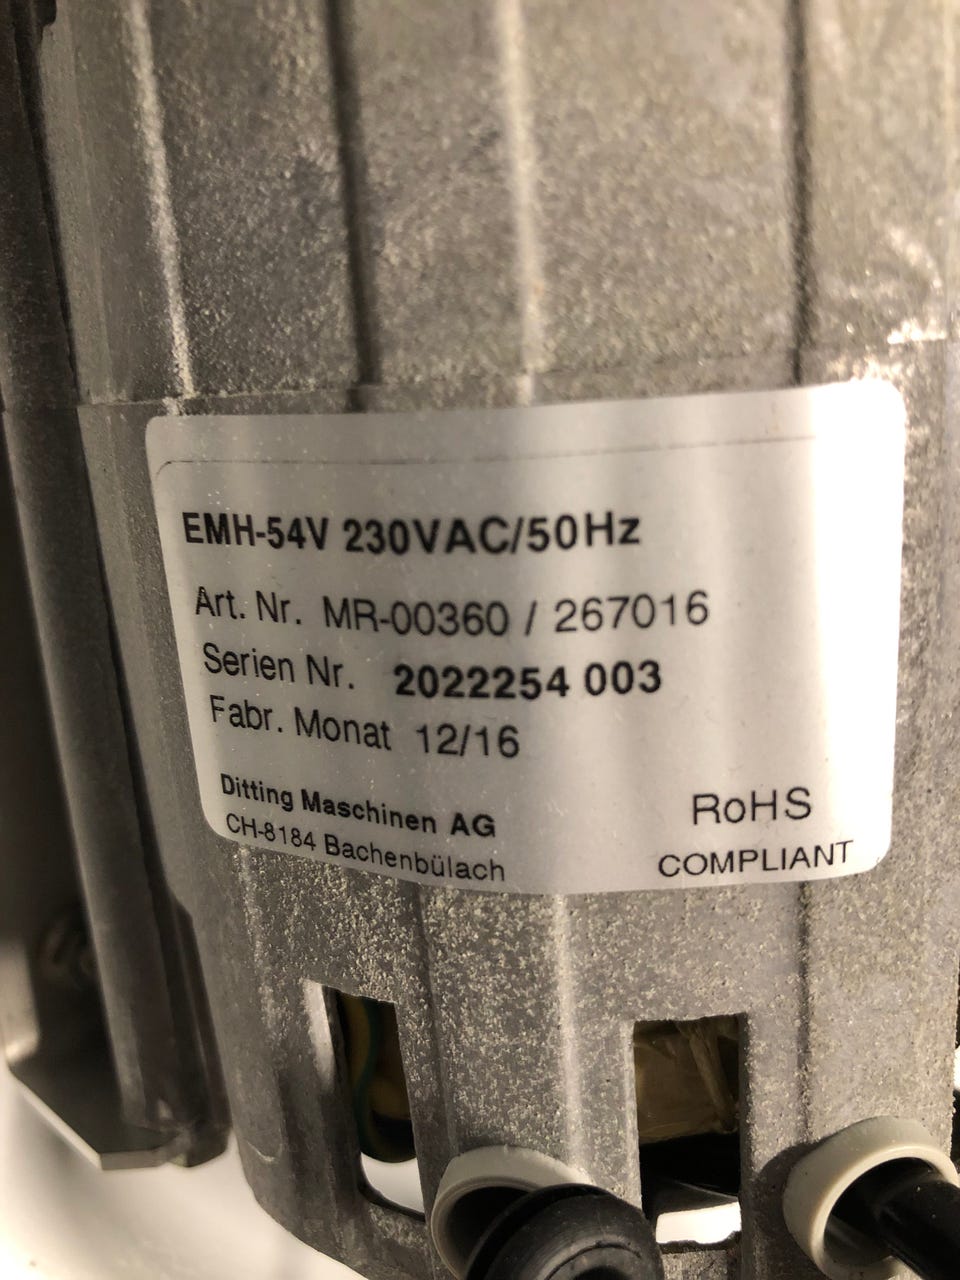 EMH-54V 230VAC/50Hz
Art. Nr. MR-00360 / 267016
Serien Nr. 2022254 003
Fabr. Monat 12/16
Ditting Maschinen AG
CH-8184 Bachenbülach
RoHS
COMPLIANT